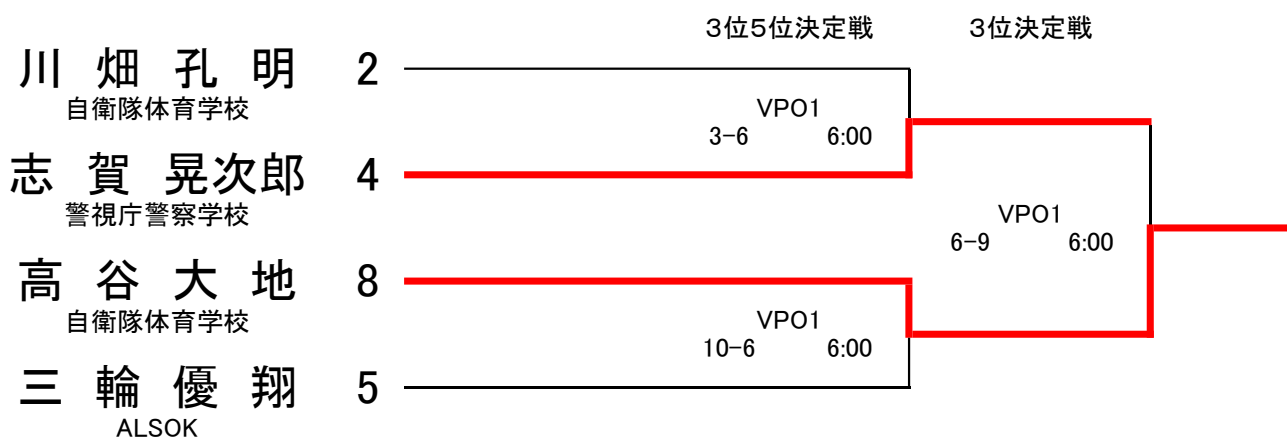 3位5位決定戦 3位決定戦
川畑孔明 2
自衛隊体育学校
VPO1
3-6 6:00
志賀晃次郎 4
警視庁警察学校
VPO1
6-9 6:00
高谷大地 8
自衛隊体育学校
VPO1
10-6 6:00
三輪優翔 5
ALSOK